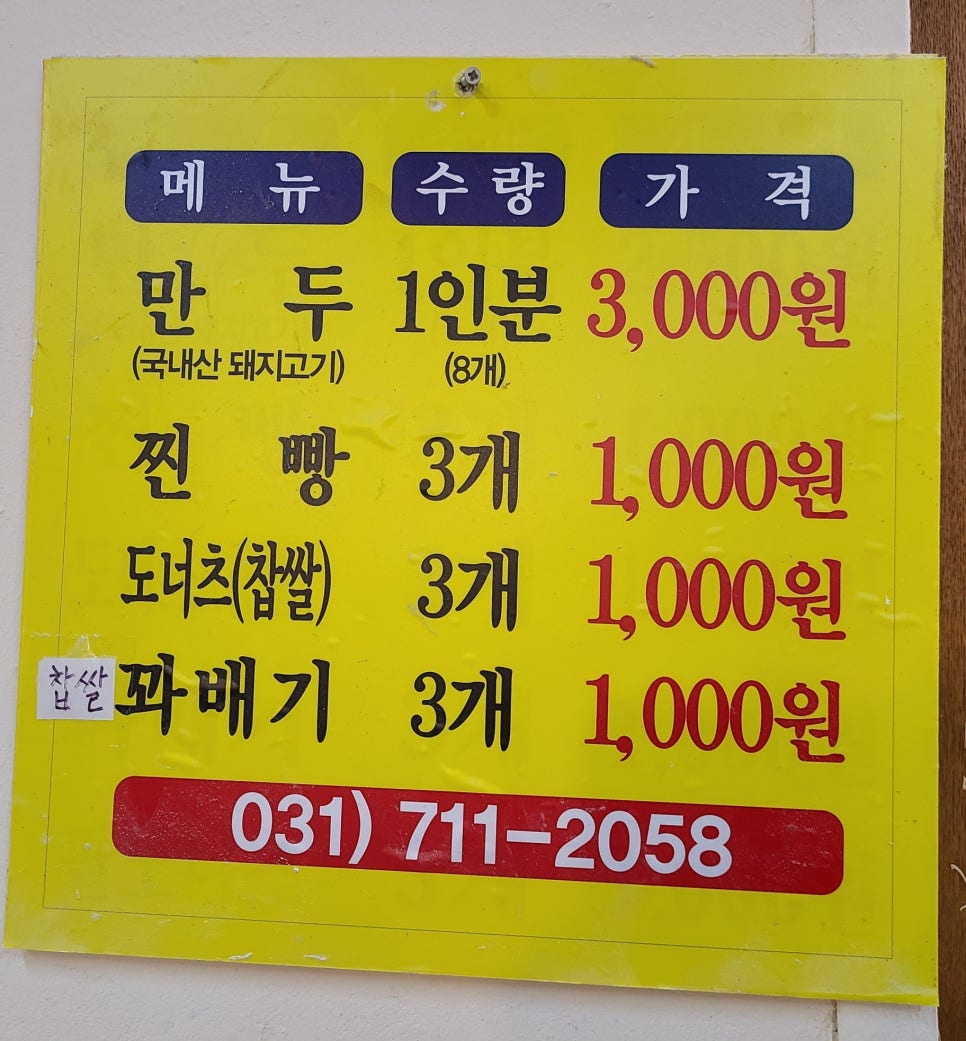 메뉴 수량 가격
만두 1인분 3,000원
(국내산 돼지고기) (8개)
찐빵 3개 1,000원
도너츠(찹쌀) 3개 1,000원
찹쌀 꽈배기 3개 1,000원
031) 711-2058